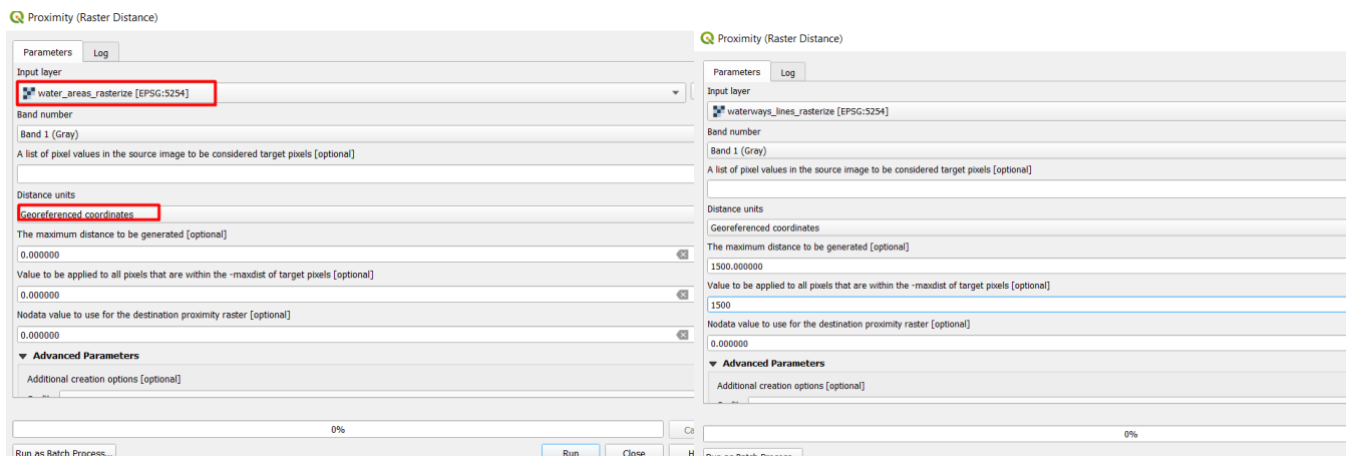 Proximity (Raster Distance)
Parameters
Log
Input layer
water_areas_rasterize [EPSG:5254]
Band number
Band 1 (Gray)
A list of pixel values in the source image to be considered target pixels [optional]
Distance units
Georeferenced coordinates
The maximum distance to be generated [optional]
0.000000
Value to be applied to all pixels that are within the -maxdist of target pixels [optional]
0.000000
Nodata value to use for the destination proximity raster [optional]
0.000000
Advanced Parameters
Additional creation options [optional]
0%
Run as Batch Process...
Run
Close
Proximity (Raster Distance)
Parameters
Log
Input layer
waterways_lines_rasterize [EPSG:5254]
Band number
Band 1 (Gray)
A list of pixel values in the source image to be considered target pixels [optional]
Distance units
Georeferenced coordinates
The maximum distance to be generated [optional]
1500.000000
Value to be applied to all pixels that are within the -maxdist of target pixels [optional]
1500
Nodata value to use for the destination proximity raster [optional]
0.000000
Advanced Parameters
Additional creation options [optional]
0%
Run as Batch Process...